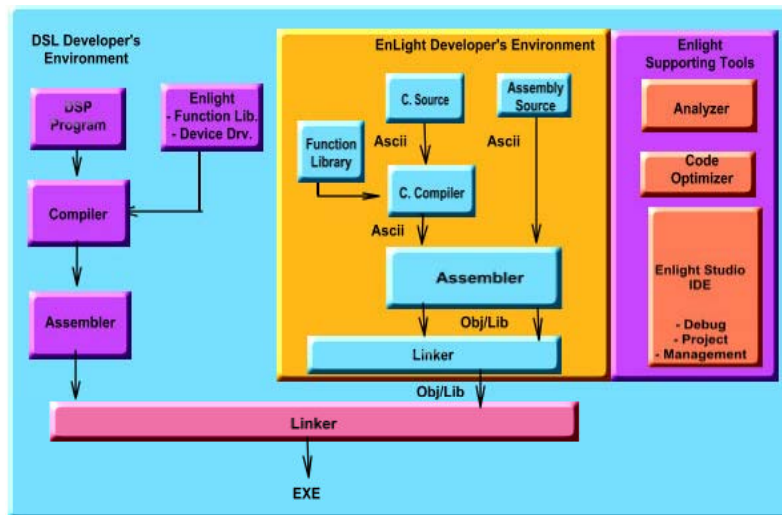 DSL Developer's
Environment
DSP
Program
Enlight
- Function Lib.
- Device Drv.
Compiler
Assembler
EnLight Developer's Environment
C. Source
Assembly
Source
Ascii
Ascii
Function
Library
C. Compiler
Ascii
Assembler
Obj/Lib
Linker
Obj/Lib
Enlight
Supporting Tools
Analyzer
Code
Optimizer
Enlight Studio
IDE
- Debug
- Project
- Management
Linker
EXE